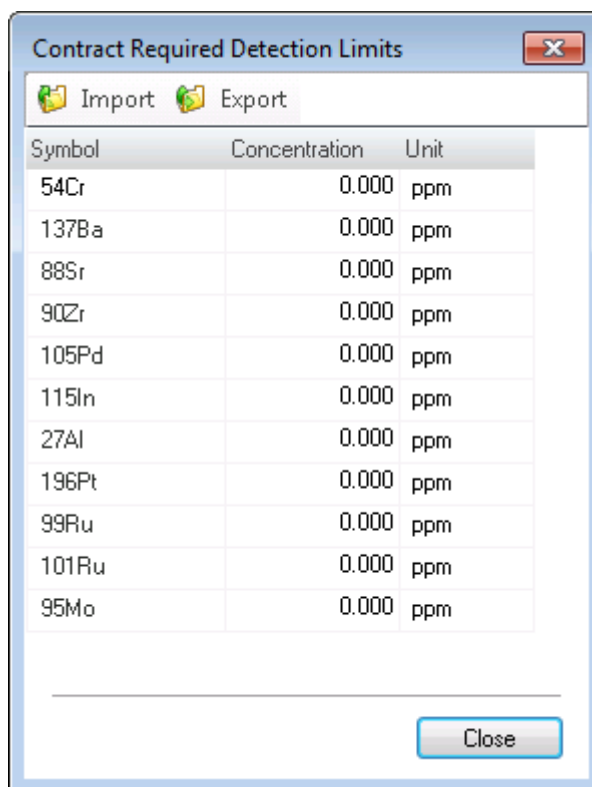 Contract Required Detection Limits
Import Export
Symbol Concentration Unit
54Cr 0.000 ppm
137Ba 0.000 ppm
88Sr 0.000 ppm
90Zr 0.000 ppm
105Pd 0.000 ppm
115In 0.000 ppm
27Al 0.000 ppm
196Pt 0.000 ppm
99Ru 0.000 ppm
101Ru 0.000 ppm
95Mo 0.000 ppm
Close